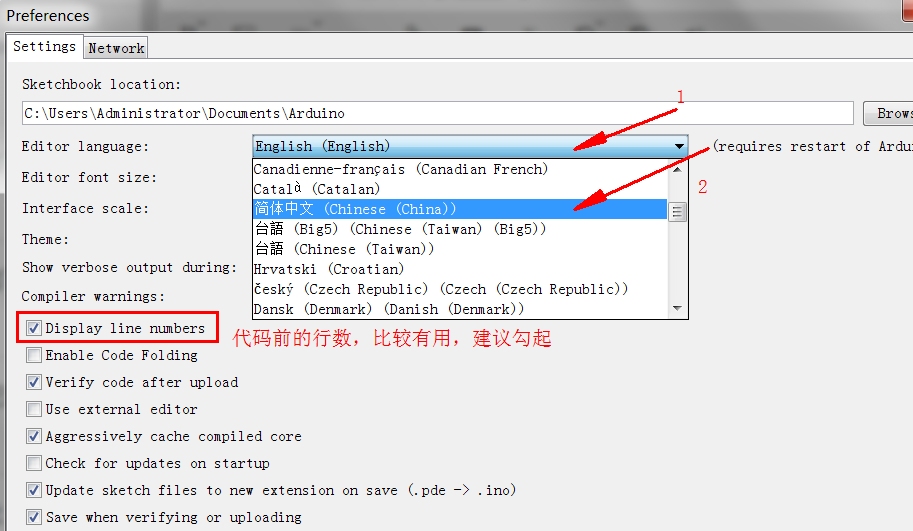 Preferences
Settings Network
Sketchbook location:
C:\Users\Administrator\Documents\Arduino
Brows
1
Editor language:
English (English)
(requires restart of Ardu
Editor font size:
Canadienne-français (Canadian French)
Català (Catalan)
2
Interface scale:
简体中文 (Chinese (China))
台語 (Big5) (Chinese (Taiwan) (Big5))
Theme:
台語 (Chinese (Taiwan))
Show verbose output during:
Hrvatski (Croatian)
český (Czech Republic) (Czech (Czech Republic))
Compiler warnings:
Dansk (Denmark) (Danish (Denmark))
Display line numbers
代码前的行数，比较有用，建议勾起
Enable Code Folding
Verify code after upload
Use external editor
Aggressively cache compiled core
Check for updates on startup
Update sketch files to new extension on save (.pde -> .ino)
Save when verifying or uploading